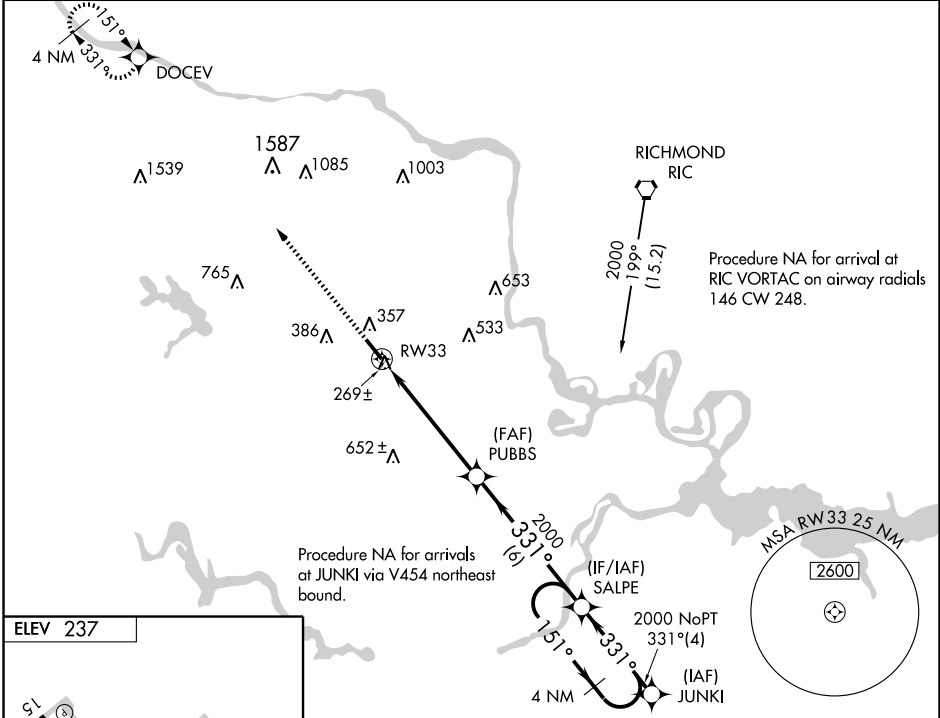 151°
4 NM
331°
DOCEV
1539
1587
1085
1003
RICHMOND
RIC
2000
199°
(15.2)
Procedure NA for arrival at
RIC VORTAC on airway radials
146 CW 248.
765
653
386
357
533
RW33
269±
652±
(FAF)
PUBBS
2000
331°
(6)
Procedure NA for arrivals
at JUNKI via V454 northeast
bound.
(IF/IAF)
SALPE
2000 NoPT
331°(4)
151°
331°
4 NM
(IAF)
JUNKI
MSA RW33 25 NM
2600
ELEV 237
15
P